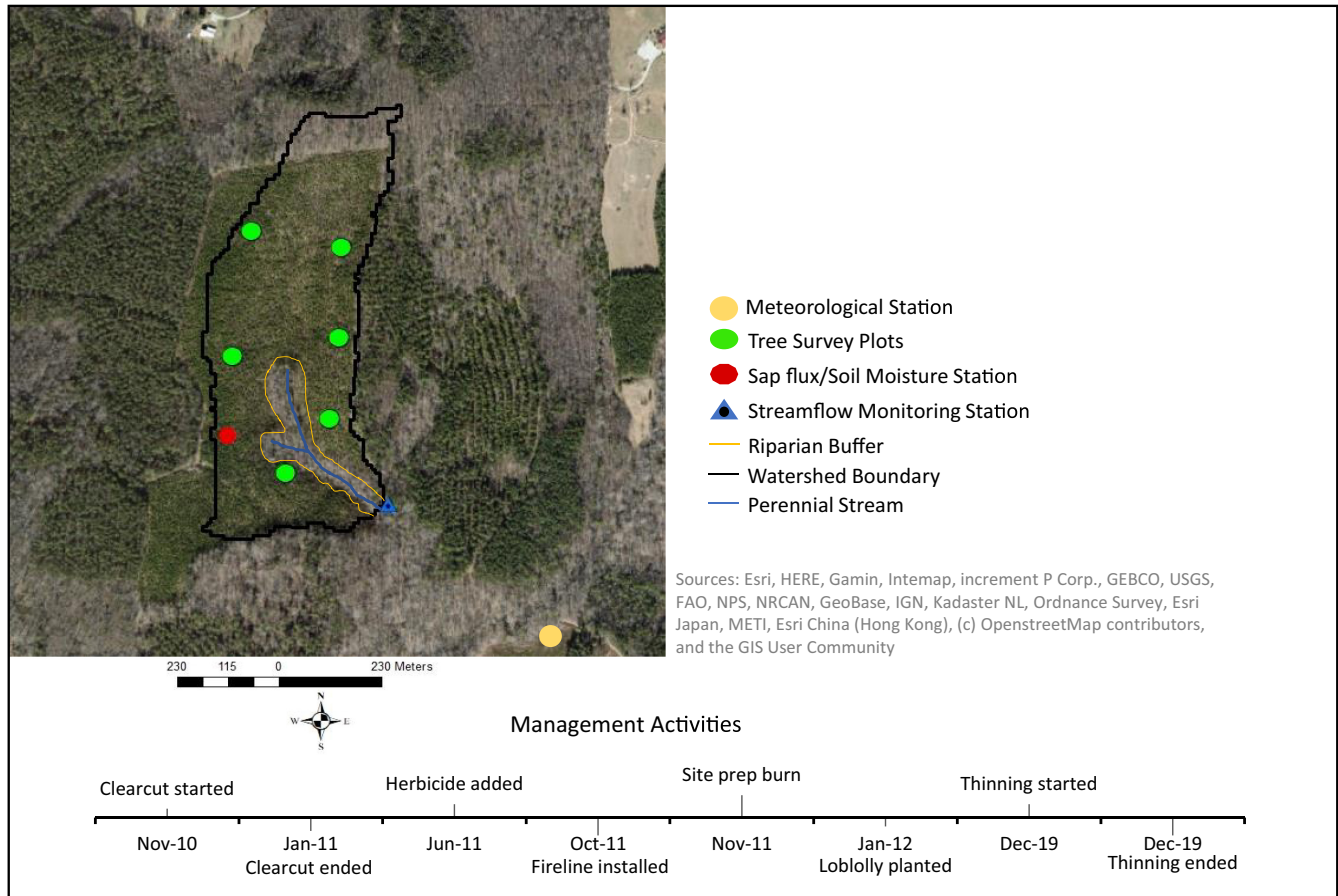 Meteorological Station
Tree Survey Plots
Sap flux/Soil Moisture Station
Streamflow Monitoring Station
Riparian Buffer
Watershed Boundary
Perennial Stream
Sources: Esri, HERE, Gamin, Intemap, increment P Corp., GEBCO, USGS,
FAO, NPS, NRCAN, GeoBase, IGN, Kadaster NL, Ordnance Survey, Esri
Japan, METI, Esri China (Hong Kong), (c) OpenstreetMap contributors,
and the GIS User Community
230 115 0 230 Meters
N
W E
S
Management Activities
Clearcut started Herbicide added Site prep burn Thinning started
Nov-10 Jan-11 Jun-11 Oct-11 Nov-11 Jan-12 Dec-19 Dec-19
Clearcut ended Fireline installed Loblolly planted Thinning ended